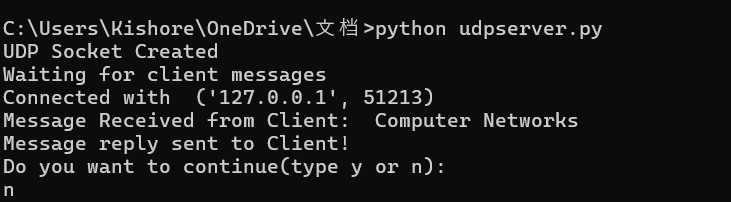 C:\Users\Kishore\OneDrive\文档>python udpserver.py
UDP Socket Created
Waiting for client messages
Connected with  ('127.0.0.1', 51213)
Message Received from Client:  Computer Networks
Message reply sent to Client!
Do you want to continue(type y or n):
n